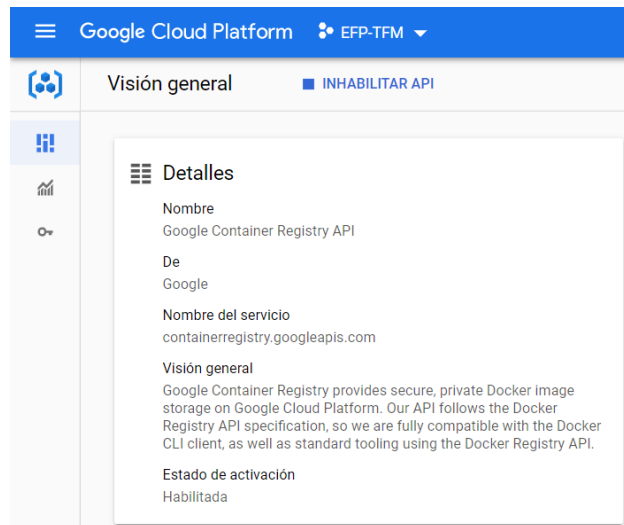 Google Cloud Platform EFP-TFM
Visión general INHABILITAR API
Detalles
Nombre
Google Container Registry API
De
Google
Nombre del servicio
containerregistry.googleapis.com
Visión general
Google Container Registry provides secure, private Docker image
storage on Google Cloud Platform. Our API follows the Docker
Registry API specification, so we are fully compatible with the Docker
CLI client, as well as standard tooling using the Docker Registry API.
Estado de activación
Habilitada